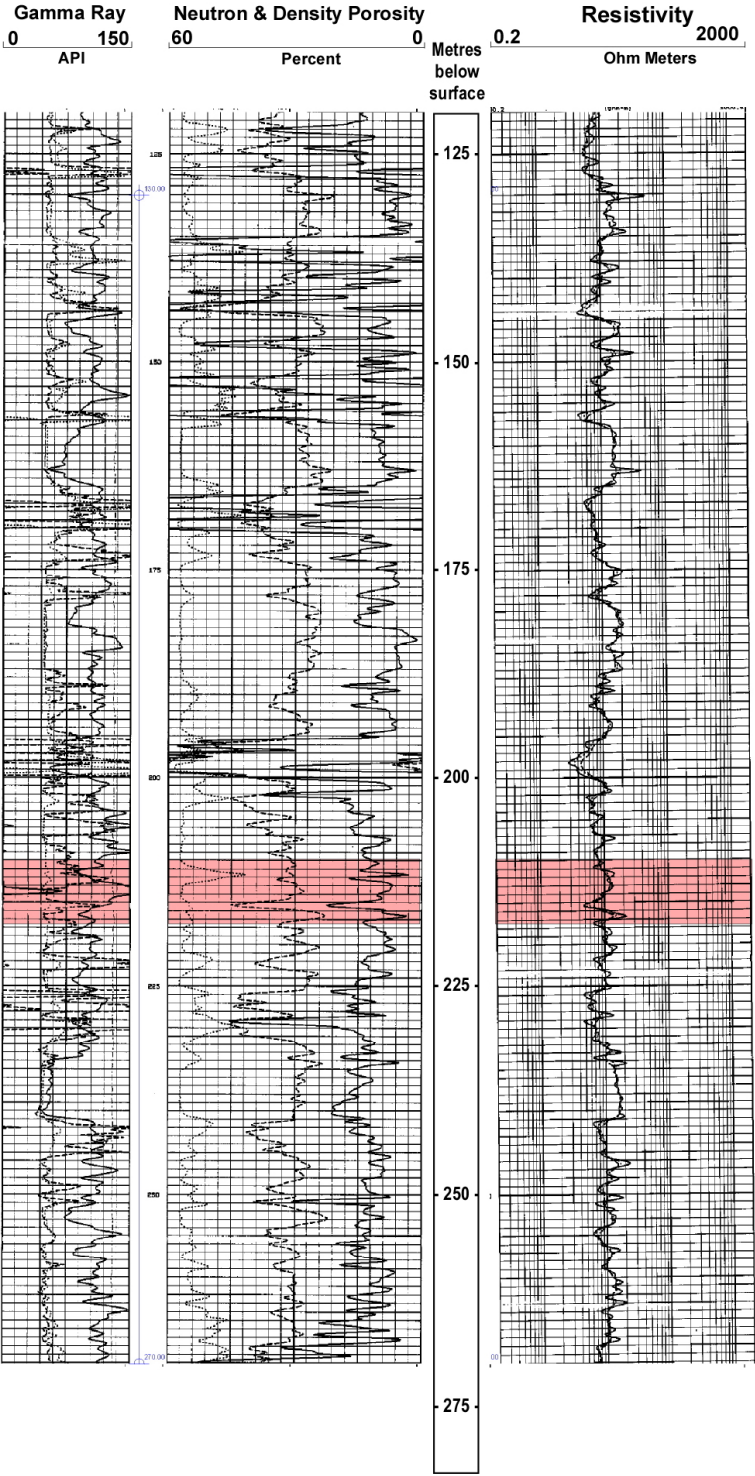 Gamma Ray
0 150
API
Neutron & Density Porosity
60 0
Percent
Metres
below
surface
Resistivity
0.2 2000
Ohm Meters
125
130.00
150
175
200
225
250
270.00
- 125 -
- 150 -
- 175 -
- 200 -
- 225 -
- 250 -
- 275 -